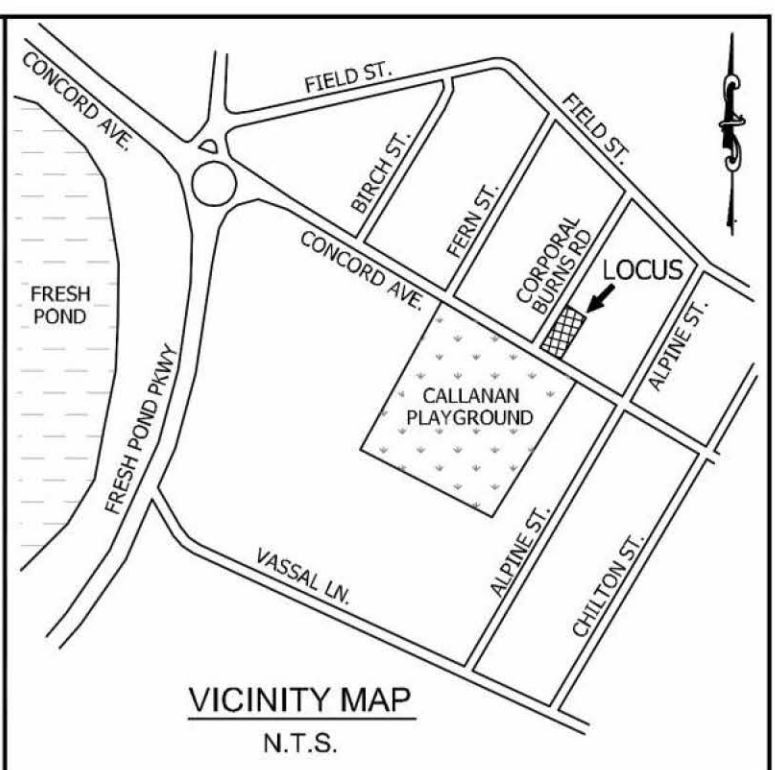 CONCORD AVE.
FIELD ST.
FIELD ST.
BIRCH ST.
FERN ST.
CORPORAL
BURNS RD
LOCUS
CONCORD AVE.
FRESH
POND
ALPINE ST.
FRESH POND PKWY
CALLANAN
PLAYGROUND
ALPINE ST.
CHILTON ST.
VASSAL LN.
VICINITY MAP
N.T.S.